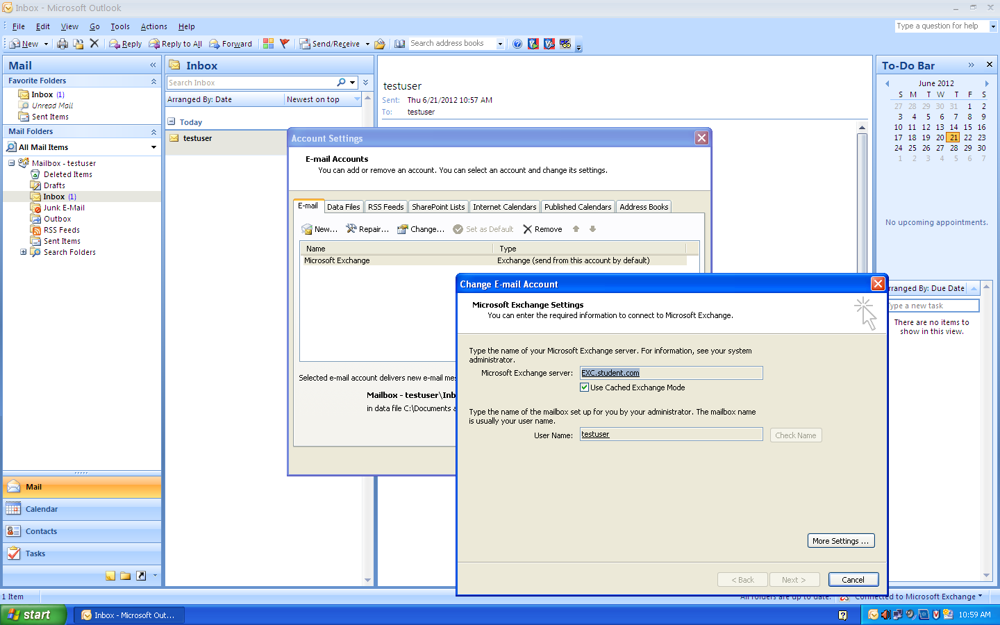 Inbox - Microsoft Outlook
File Edit View Go Tools Actions Help
Type a question for help
New Reply Reply to All Forward Send/Receive Search address books
Mail
Favorite Folders
Inbox (1)
Unread Mail
Sent Items
Mail Folders
All Mail Items
Mailbox - testuser
Deleted Items
Drafts
Inbox (1)
Junk E-Mail
Outbox
RSS Feeds
Sent Items
Search Folders
Mail
Calendar
Contacts
Tasks
Inbox
Search Inbox
Arranged By: Date Newest on top
Today
testuser
testuser
Sent: Thu 6/21/2012 10:57 AM
To: testuser
Account Settings
E-mail Accounts
You can add or remove an account. You can select an account and change its settings.
E-mail Data Files RSS Feeds SharePoint Lists Internet Calendars Published Calendars Address Books
New... Repair... Change... Set as Default Remove
Name Type
Microsoft Exchange Exchange (send from this account by default)
Selected e-mail account delivers new e-mail mes
Mailbox - testuser\Inb
in data file C:\Documents a
Change E-mail Account
Microsoft Exchange Settings
You can enter the required information to connect to Microsoft Exchange.
Type the name of your Microsoft Exchange server. For information, see your system
administrator.
Microsoft Exchange server: EXC.student.com
Use Cached Exchange Mode
Type the name of the mailbox set up for you by your administrator. The mailbox name
is usually your user name.
User Name: testuser Check Name
More Settings ...
< Back Next > Cancel
To-Do Bar
June 2012
S M T W T F S
27 28 29 30 31 1 2
3 4 5 6 7 8 9
10 11 12 13 14 15 16
17 18 19 20 21 22 23
24 25 26 27 28 29 30
1 2 3 4 5 6 7
No upcoming appointments.
rranged By: Due Date
Type a new task
There are no items to
show in this view.
1 Item
All folders are up to date. Connected to Microsoft Exchange
start Inbox - Microsoft Out... 10:59 AM